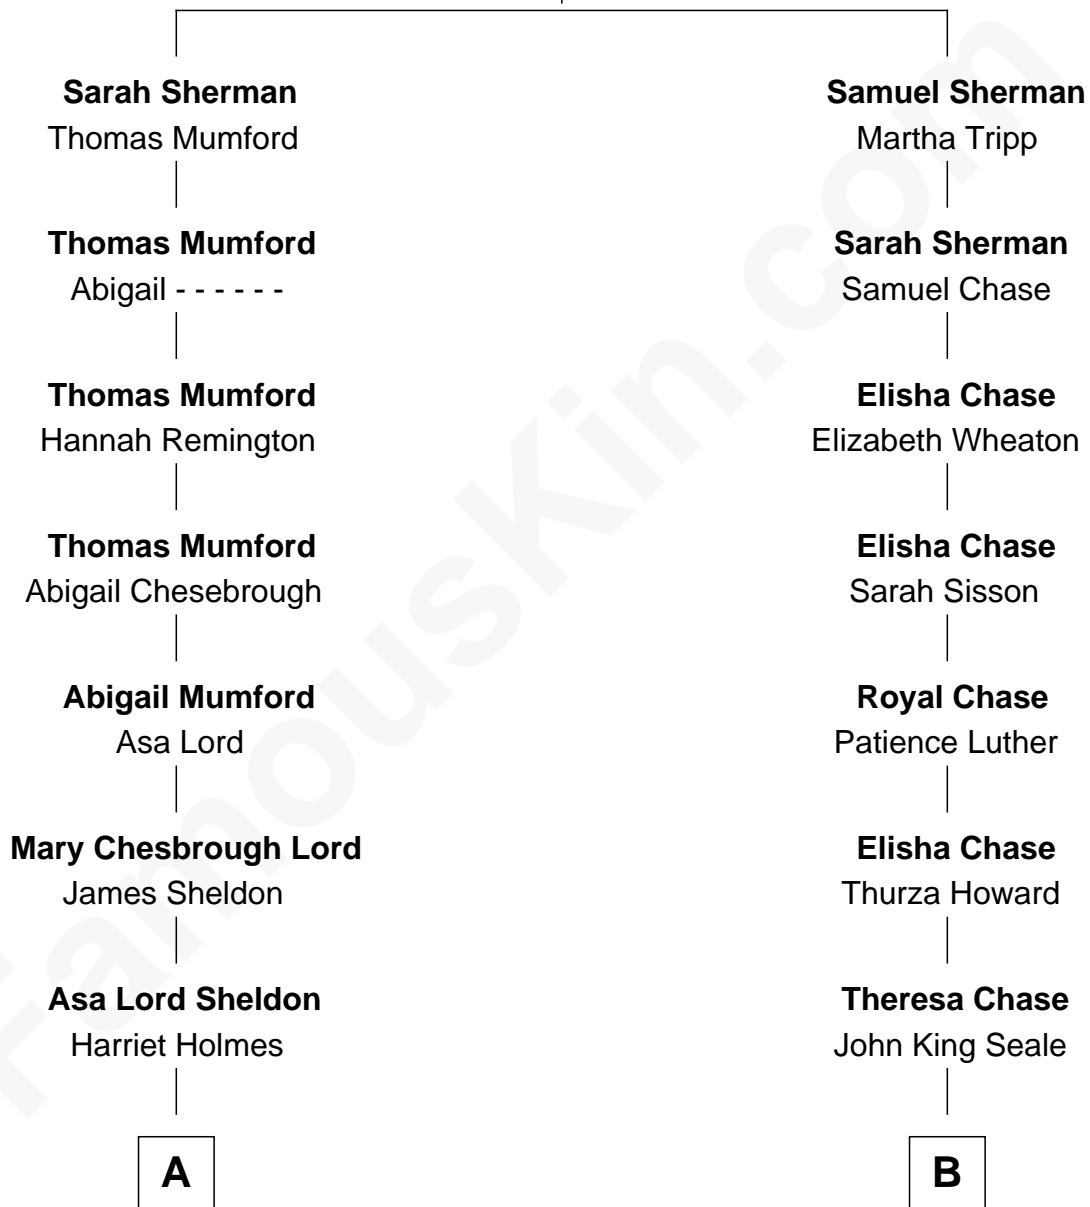 Sarah Sherman
Thomas Mumford
Thomas Mumford
Abigail - - - - - -
Thomas Mumford
Hannah Remington
Thomas Mumford
Abigail Chesebrough
Abigail Mumford
Asa Lord
Mary Chesbrough Lord
James Sheldon
Asa Lord Sheldon
Harriet Holmes
A
Samuel Sherman
Martha Tripp
Sarah Sherman
Samuel Chase
Elisha Chase
Elizabeth Wheaton
Elisha Chase
Sarah Sisson
Royal Chase
Patience Luther
Elisha Chase
Thurza Howard
Theresa Chase
John King Seale
B
FamousKin.com